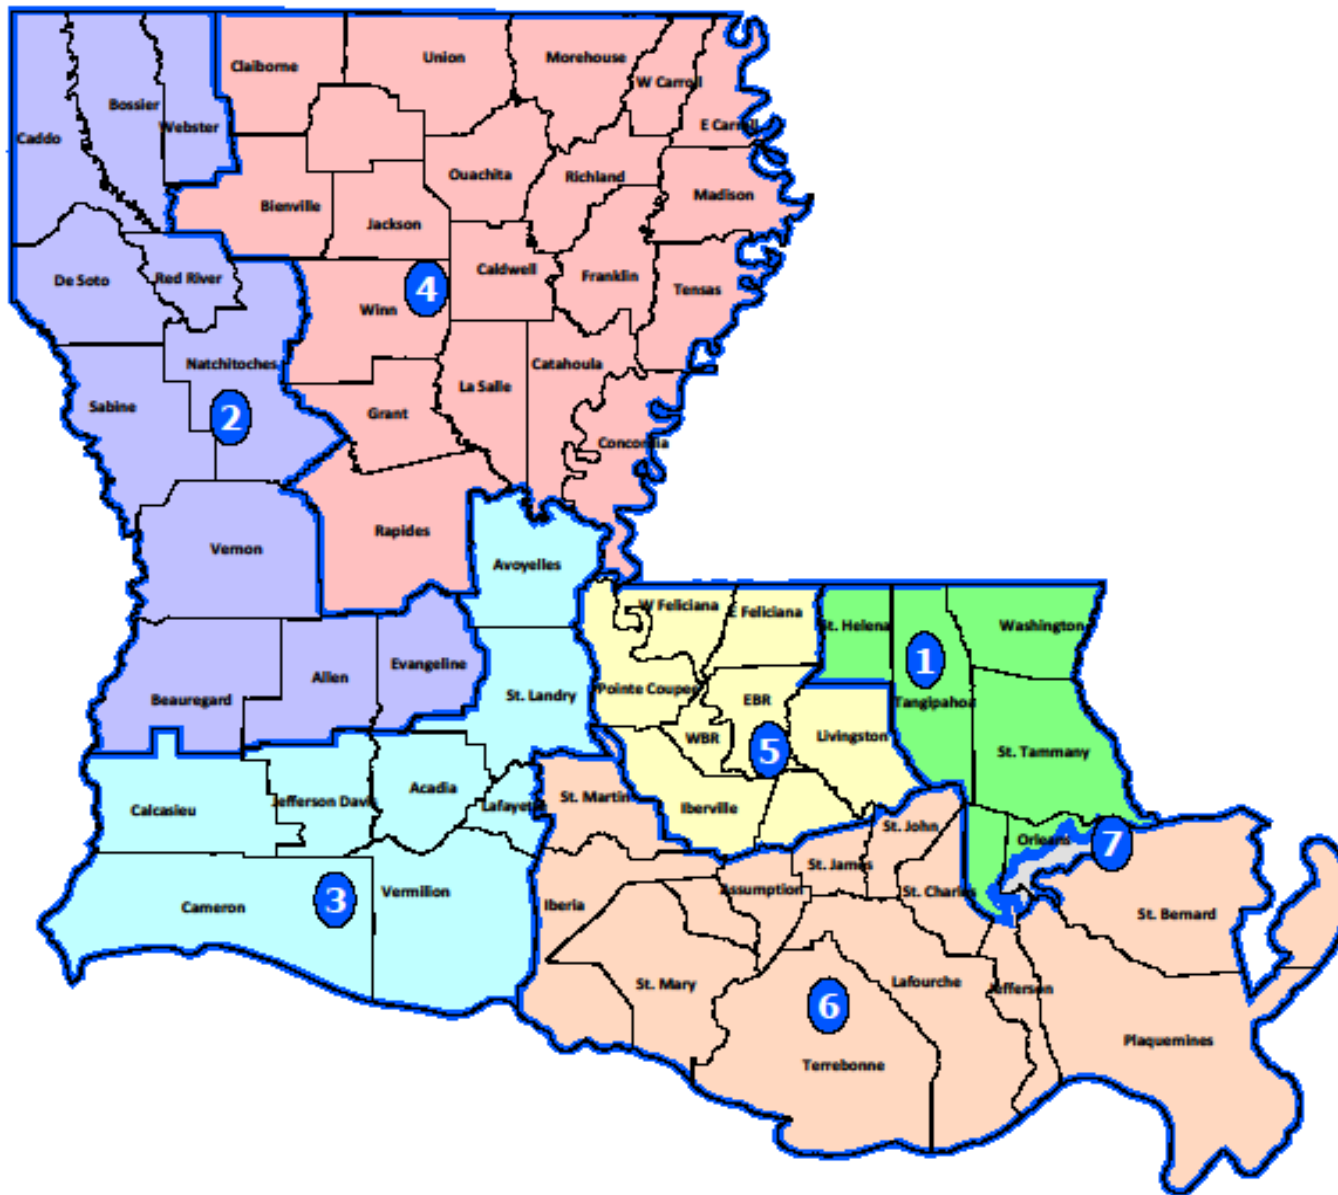 Claiborne
Union
Morehouse
W Carroll
Bossier
Webster
Caddo
E Carroll
Ouachita
Richland
Madison
Bienville
Jackson
De Soto
Red River
Caldwell
Franklin
Tensas
4
Winn
Natchitoches
Catahoula
La Salle
Sabine
2
Grant
Concordia
Rapides
Vernon
Avoyelles
W Feliciana
E Feliciana
St. Helena
Washington
1
Evangeline
Allen
Beauregard
St. Landry
Pointe Coupee
EBR
Tangipahoa
WBR
5
Livingston
St. Tammany
Calcasieu
Jefferson Davis
Acadia
Lafayette
St. Martin
Iberville
St. John
Orleans
7
St. James
Assumption
St. Charles
Cameron
3
Vermilion
Iberia
St. Bernard
St. Mary
6
Lafourche
Jefferson
Terrebonne
Plaquemines